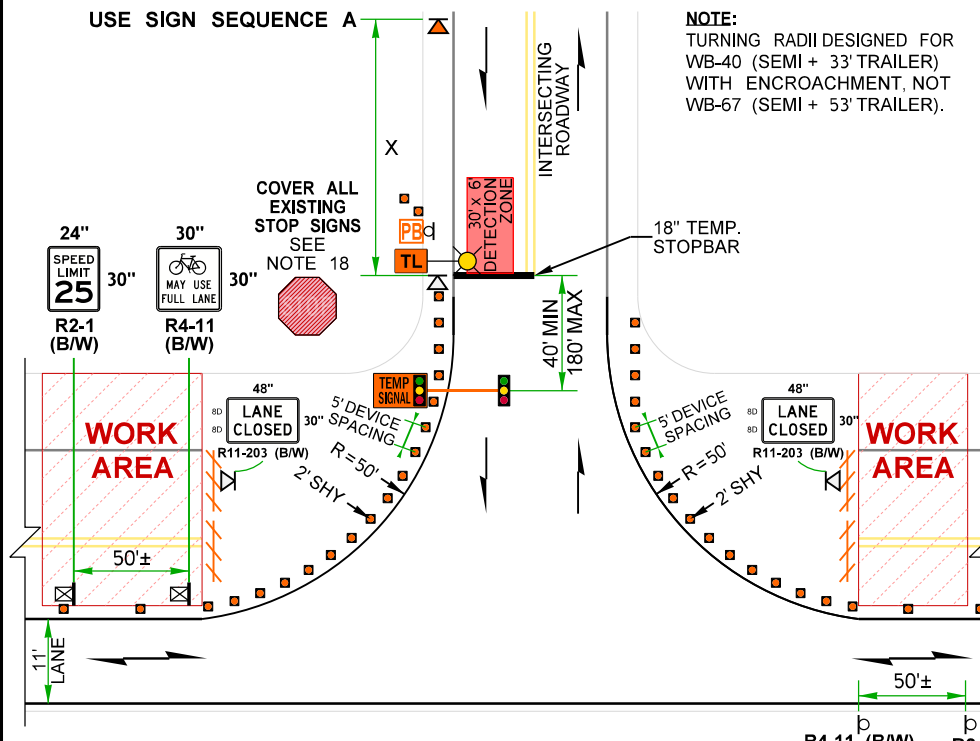 USE SIGN SEQUENCE A
NOTE:
TURNING RADII DESIGNED FOR
WB-40 (SEMI + 33' TRAILER)
WITH ENCROACHMENT, NOT
WB-67 (SEMI + 53' TRAILER).
INTERSECTING
ROADWAY
X
COVER ALL
EXISTING
STOP SIGNS
SEE
NOTE 18
STOP
30' x 6'
DETECTION
ZONE
PB
TL
18" TEMP.
STOPBAR
24"
SPEED
LIMIT
25
30"
R2-1
(B/W)
30"
MAY USE
FULL LANE
30"
R4-11
(B/W)
40' MIN
180' MAX
TEMP
SIGNAL
WORK
AREA
48"
8D
8D
LANE
CLOSED
30"
R11-203 (B/W)
5' DEVICE
SPACING
R=50'
2' SHY
5' DEVICE
SPACING
R=50'
2' SHY
48"
8D
8D
LANE
CLOSED
30"
R11-203 (B/W)
WORK
AREA
50'±
11'
LANE
50'±
R4-11 (B/W)